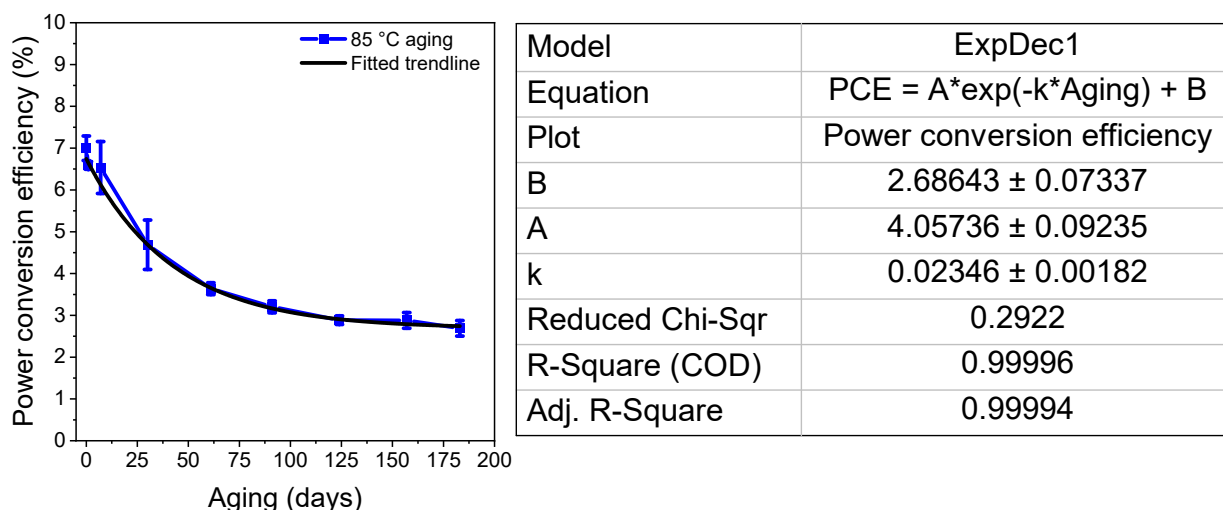 10
9
8
7
6
5
4
3
2
1
0
Power conversion efficiency (%)
85 °C aging
Fitted trendline
0 25 50 75 100 125 150 175 200
Aging (days)
Model ExpDec1
Equation PCE = A*exp(-k*Aging) + B
Plot Power conversion efficiency
B 2.68643 ± 0.07337
A 4.05736 ± 0.09235
k 0.02346 ± 0.00182
Reduced Chi-Sqr 0.2922
R-Square (COD) 0.99996
Adj. R-Square 0.99994